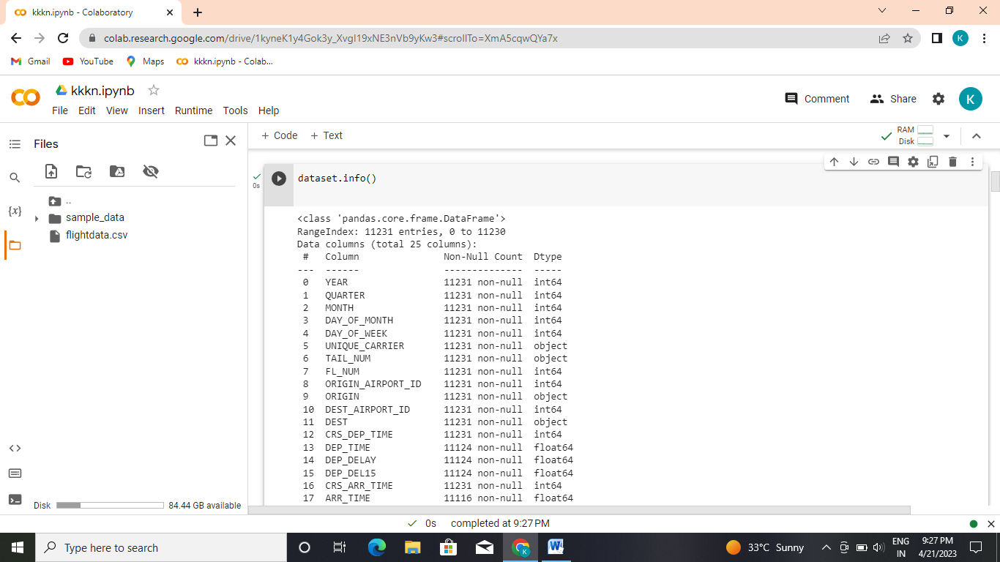 kkkn.ipynb - Colaboratory
colab.research.google.com/drive/1kyneK1y4Gok3y_XvgI19xNE3nVb9yKw3#scrollTo=XmA5cqwQYa7x
K
Gmail YouTube Maps kkkn.ipynb - Colab...
kkkn.ipynb
File Edit View Insert Runtime Tools Help
Comment Share K
Files
+ Code + Text
RAM
Disk
..
sample_data
flightdata.csv
{x}
0s
dataset.info()
<class 'pandas.core.frame.DataFrame'>
RangeIndex: 11231 entries, 0 to 11230
Data columns (total 25 columns):
# Column Non-Null Count Dtype
--- ------ -------------- -----
0 YEAR 11231 non-null int64
1 QUARTER 11231 non-null int64
2 MONTH 11231 non-null int64
3 DAY_OF_MONTH 11231 non-null int64
4 DAY_OF_WEEK 11231 non-null int64
5 UNIQUE_CARRIER 11231 non-null object
6 TAIL_NUM 11231 non-null object
7 FL_NUM 11231 non-null int64
8 ORIGIN_AIRPORT_ID 11231 non-null int64
9 ORIGIN 11231 non-null object
10 DEST_AIRPORT_ID 11231 non-null int64
11 DEST 11231 non-null object
12 CRS_DEP_TIME 11231 non-null int64
13 DEP_TIME 11124 non-null float64
14 DEP_DELAY 11124 non-null float64
15 DEP_DEL15 11124 non-null float64
16 CRS_ARR_TIME 11231 non-null int64
17 ARR_TIME 11116 non-null float64
Disk 84.44 GB available
0s completed at 9:27 PM
Type here to search
K
W
33°C Sunny
ENG
IN
9:27 PM
4/21/2023